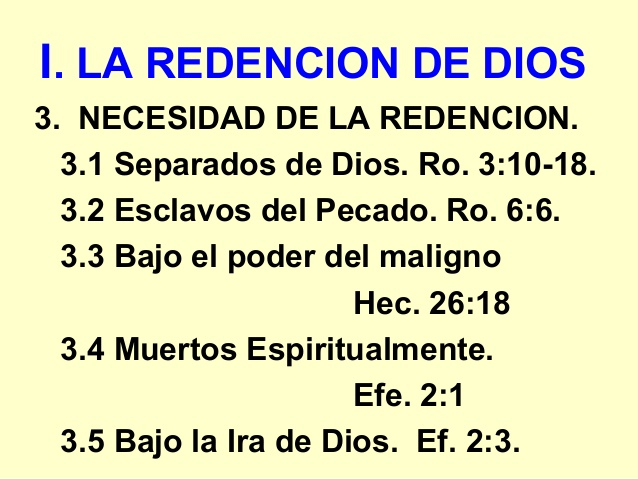 I. LA REDENCION DE DIOS
3. NECESIDAD DE LA REDENCION.
3.1 Separados de Dios. Ro. 3:10-18.
3.2 Esclavos del Pecado. Ro. 6:6.
3.3 Bajo el poder del maligno
Hec. 26:18
3.4 Muertos Espiritualmente.
Efe. 2:1
3.5 Bajo la Ira de Dios. Ef. 2:3.